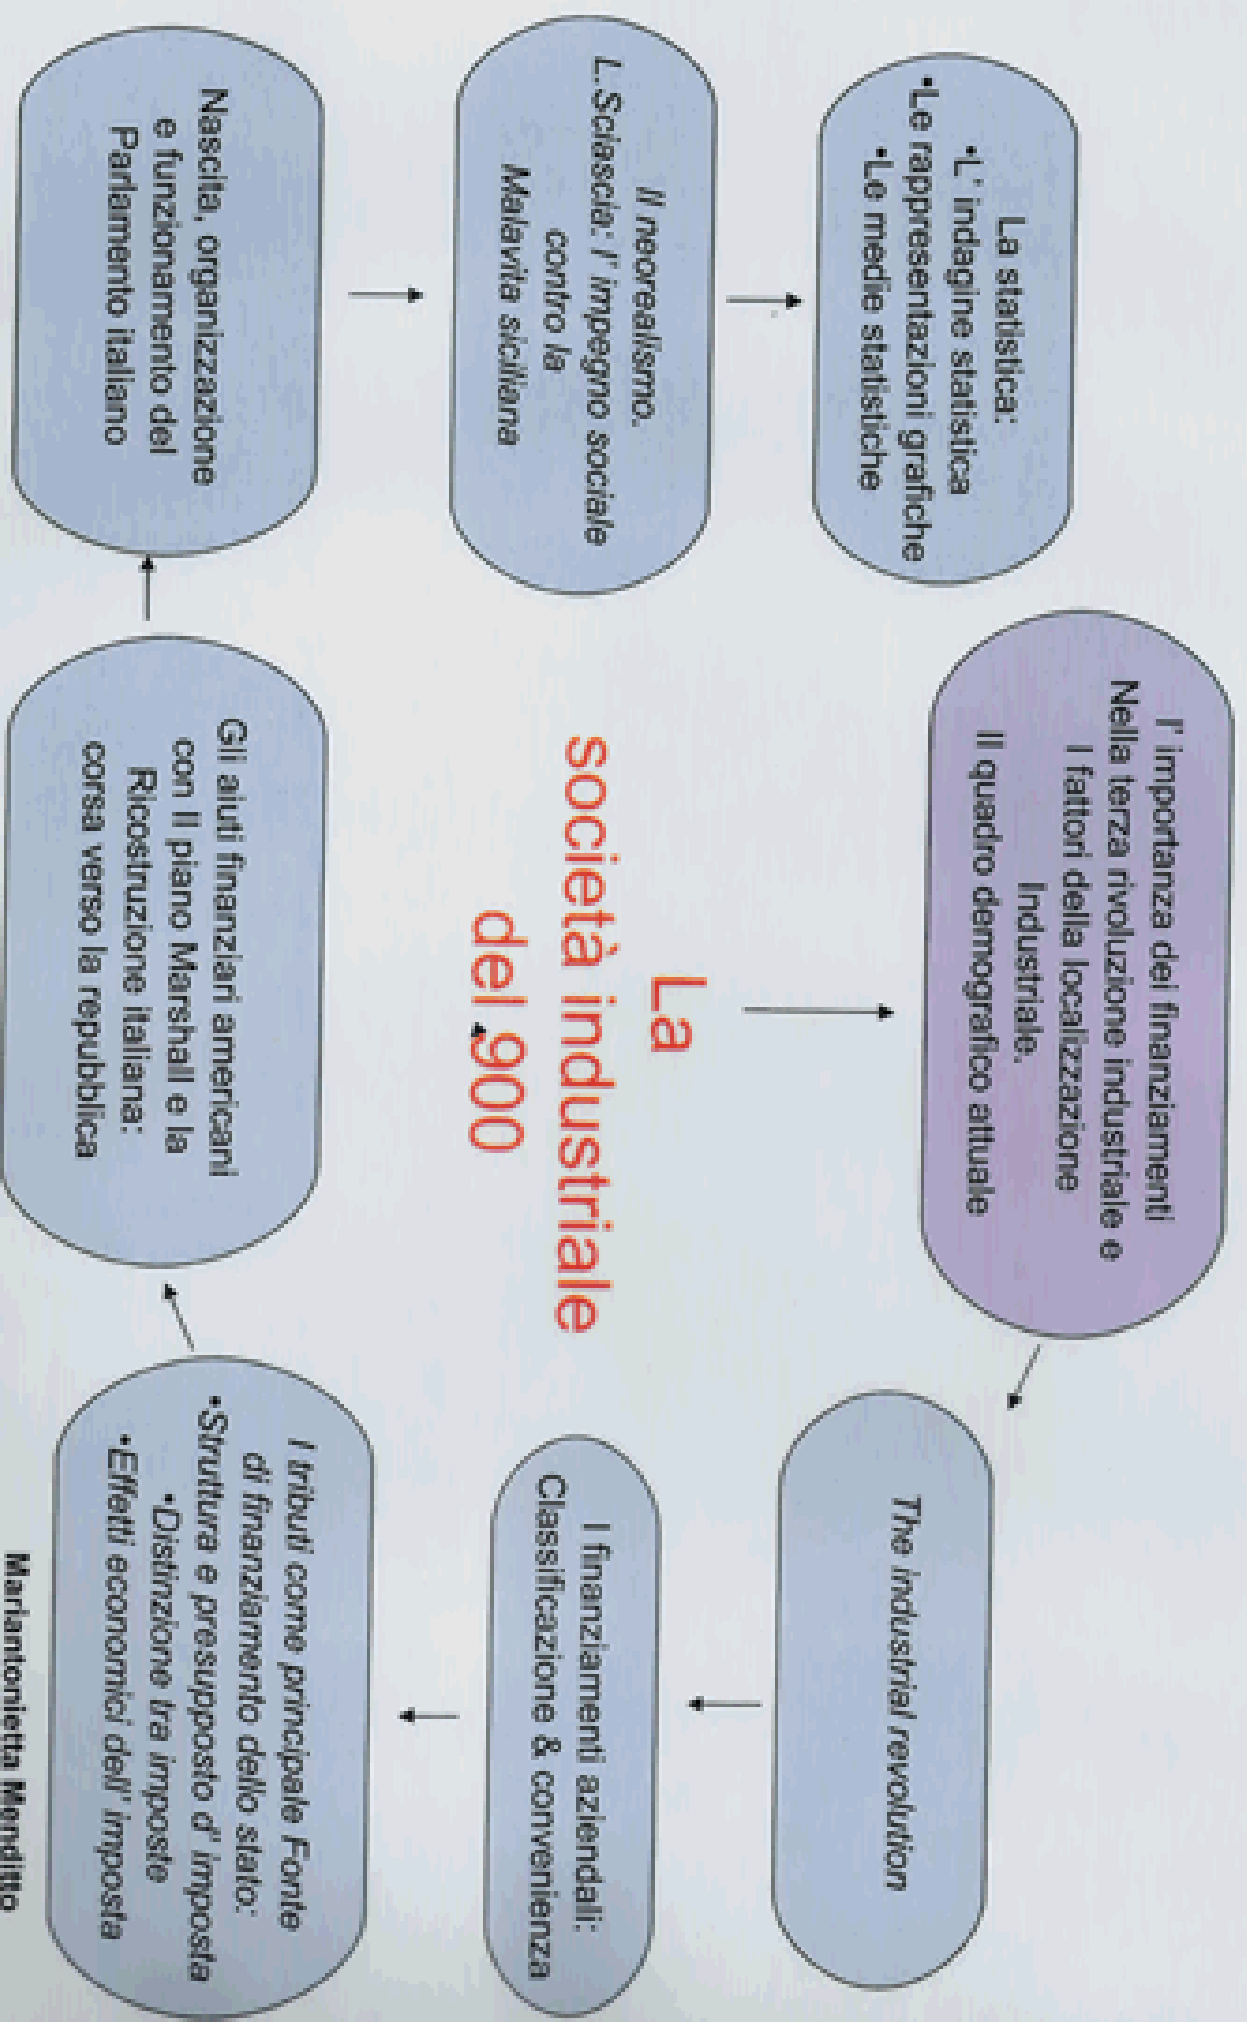 l' importanza dei finanziamenti
Nella terza rivoluzione industriale e
I fattori della localizzazione
Industriale.
Il quadro demografico attuale
The industrial revolution
I finanziamenti aziendali:
Classificazione & convenienza
I tributi come principale Fonte
di finanziamento dello stato:
•Struttura e presupposto d' imposta
•Distinzione tra imposte
•Effetti economici dell' imposta
Gli aiuti finanziari americani
con Il piano Marshall e la
Ricostruzione italiana:
corsa verso la repubblica
Nascita, organizzazione
e funzionamento del
Parlamento italiano
Il neorealismo.
L.Sciascia: l' impegno sociale
contro la
Malavita siciliana
La statistica:
•L' indagine statistica
•Le rappresentazioni grafiche
•Le medie statistiche
La
società industriale
del 900
Mariantonietta Menditto